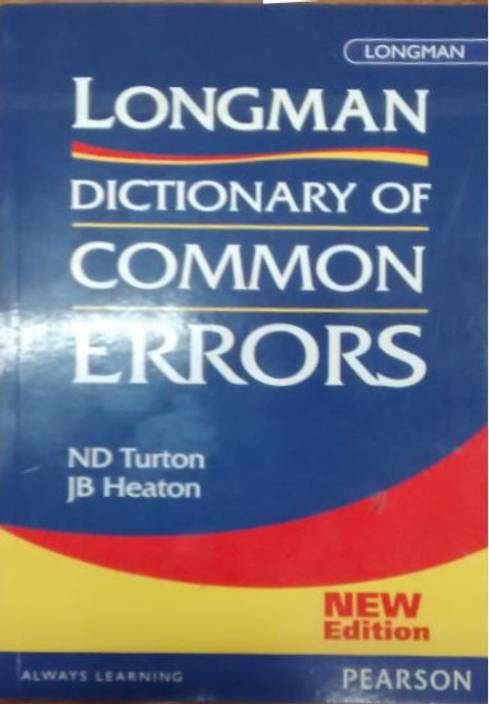 LONGMAN
LONGMAN
DICTIONARY OF
COMMON
ERRORS
ND Turton
JB Heaton
NEW
Edition
ALWAYS LEARNING
PEARSON